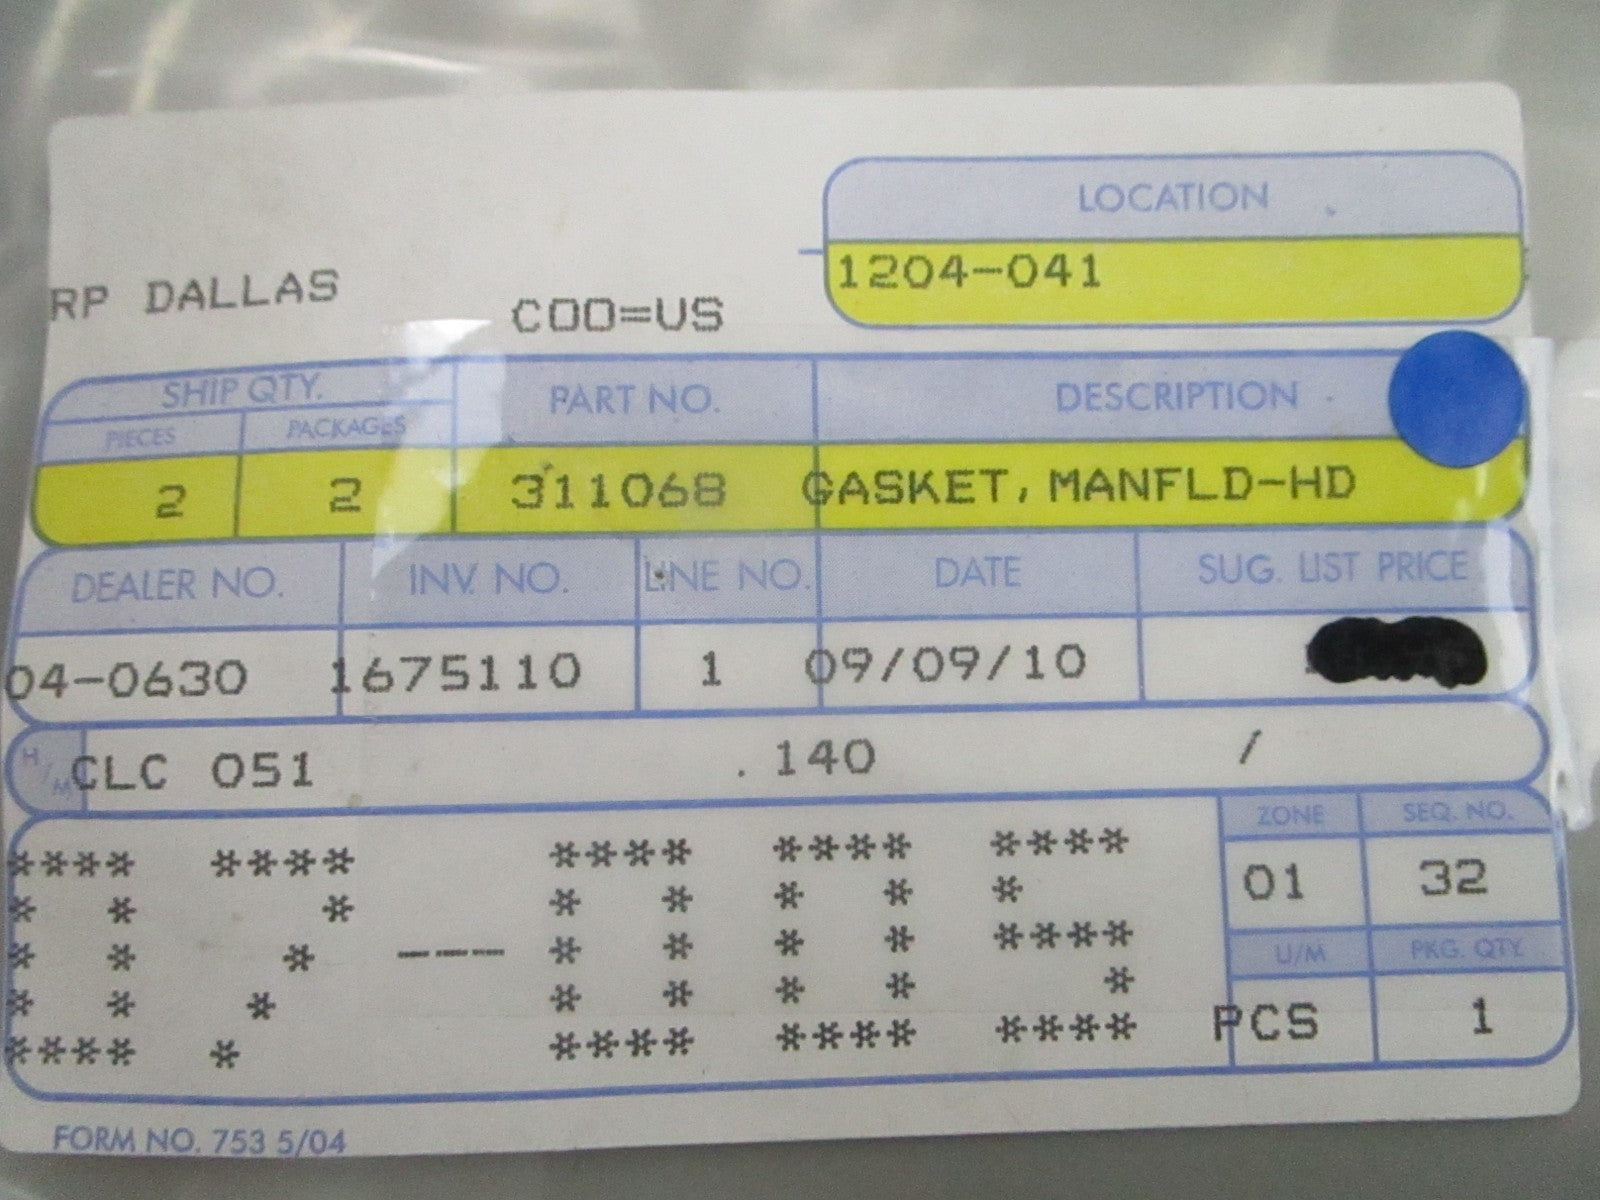 LOCATION
1204-041
RP DALLAS
COO=US
SHIP QTY.
PIECES PACKAGES PART NO. DESCRIPTION
2 2 311068 GASKET, MANFLD-HD
DEALER NO. INV. NO. LINE NO. DATE SUG. LIST PRICE
04-0630 1675110 1 09/09/10
H/M CLC 051 .140 /
ZONE SEQ. NO.
01 32
07---005
U/M PKG. QTY.
PCS 1
FORM NO. 753 5/04